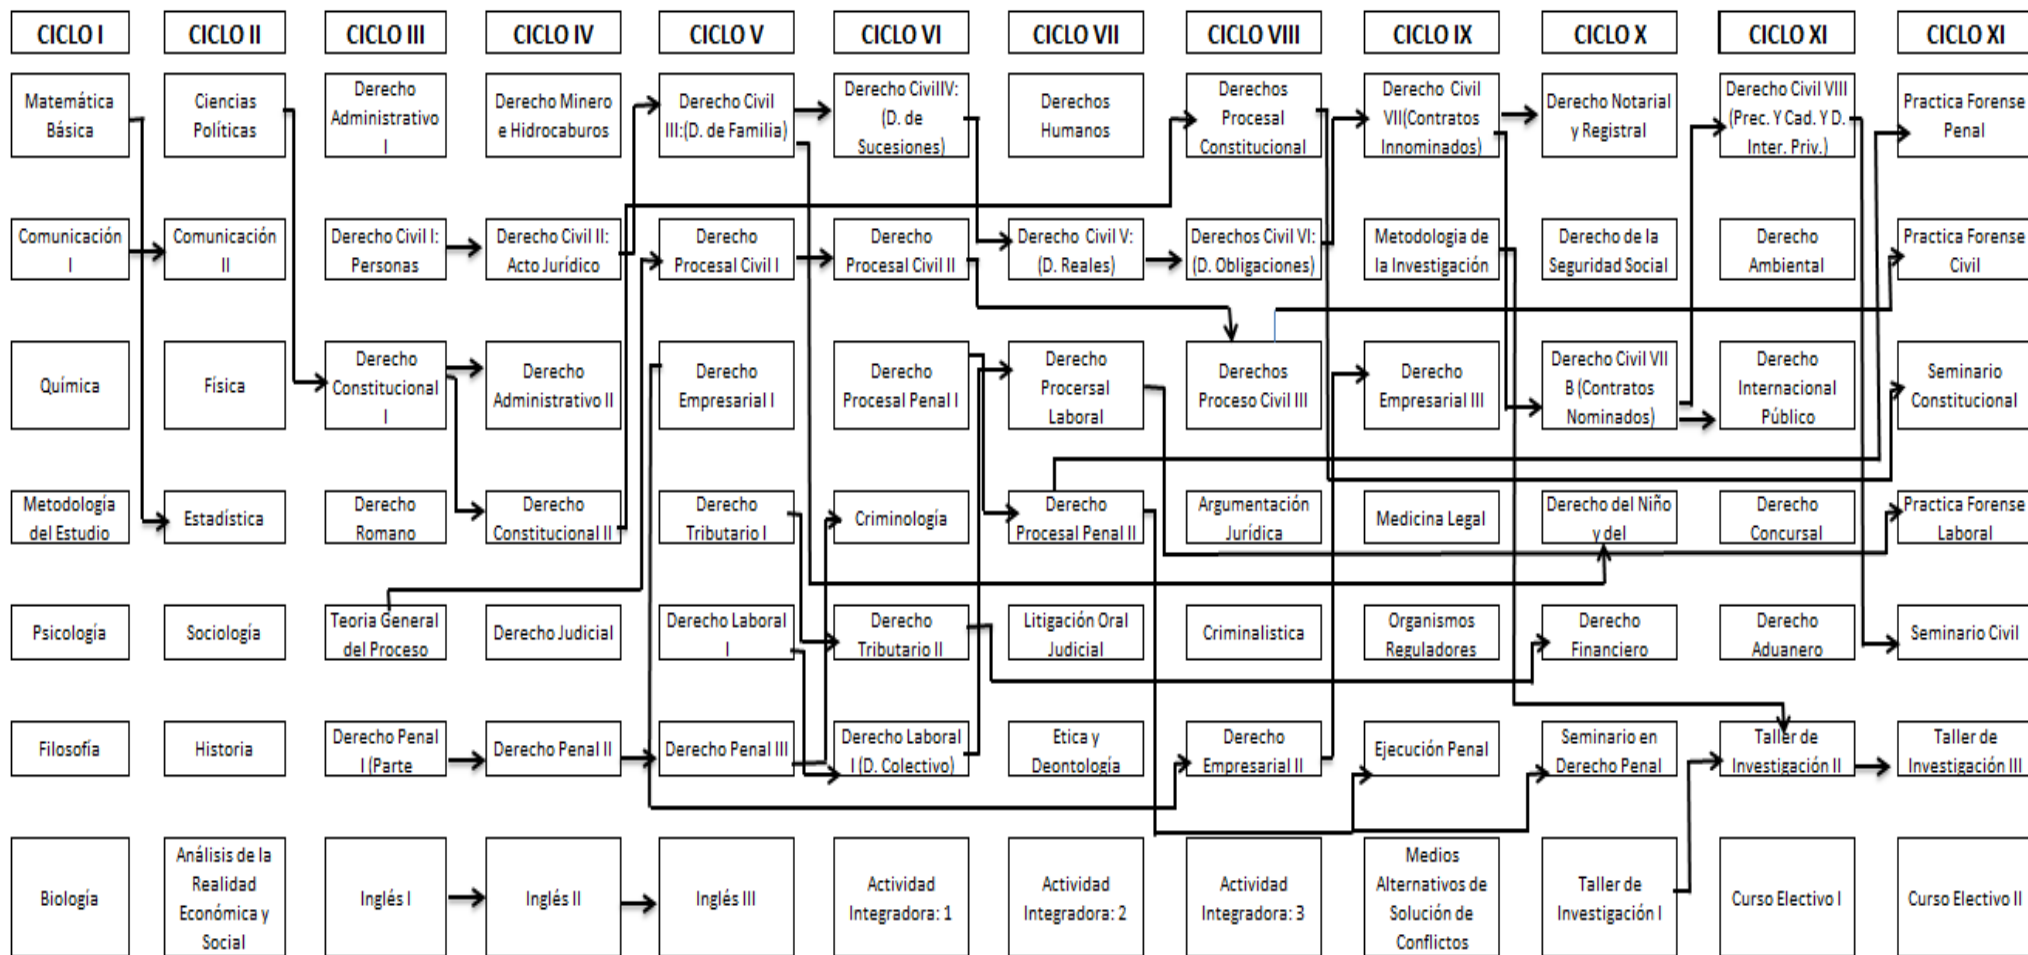 CICLO I
CICLO II
CICLO III
CICLO IV
CICLO V
CICLO VI
CICLO VII
CICLO VIII
CICLO IX
CICLO X
CICLO XI
CICLO XI
Matemática
Básica
Ciencias
Políticas
Derecho
Administrativo
I
Derecho Minero
e Hidrocaburos
Derecho Civil
III:(D. de Familia)
Derecho CivilIV:
(D. de
Sucesiones)
Derechos
Humanos
Derechos
Procesal
Constitucional
Derecho Civil
VII(Contratos
Innominados)
Derecho Notarial
y Registral
Derecho Civil VIII
(Prec. Y Cad. Y D.
Inter. Priv.)
Practica Forense
Penal
Comunicación
I
Comunicación
II
Derecho Civil I:
Personas
Derecho Civil II:
Acto Jurídico
Derecho
Procesal Civil I
Derecho
Procesal Civil II
Derecho Civil V:
(D. Reales)
Derechos Civil VI:
(D. Obligaciones)
Metodologia de
la Investigación
Derecho de la
Seguridad Social
Derecho
Ambiental
Practica Forense
Civil
Química
Física
Derecho
Constitucional
I
Derecho
Administrativo II
Derecho
Empresarial I
Derecho
Procesal Penal I
Derecho
Procersal
Laboral
Derechos
Proceso Civil III
Derecho
Empresarial III
Derecho Civil VII
B (Contratos
Nominados)
Derecho
Internacional
Público
Seminario
Constitucional
Metodología
del Estudio
Estadística
Derecho
Romano
Derecho
Constitucional II
Derecho
Tributario I
Criminología
Derecho
Procesal Penal II
Argumentación
Jurídica
Medicina Legal
Derecho del Niño
y del
Derecho
Concursal
Practica Forense
Laboral
Psicología
Sociología
Teoria General
del Proceso
Derecho Judicial
Derecho Laboral
I
Derecho
Tributario II
Litigación Oral
Judicial
Criminalistica
Organismos
Reguladores
Derecho
Financiero
Derecho
Aduanero
Seminario Civil
Filosofía
Historia
Derecho Penal
I (Parte
Derecho Penal II
Derecho Penal III
Derecho Laboral
I (D. Colectivo)
Etica y
Deontología
Derecho
Empresarial II
Ejecución Penal
Seminario en
Derecho Penal
Taller de
Investigación II
Taller de
Investigación III
Biología
Análisis de la
Realidad
Económica y
Social
Inglés I
Inglés II
Inglés III
Actividad
Integradora: 1
Actividad
Integradora: 2
Actividad
Integradora: 3
Medios
Alternativos de
Solución de
Conflictos
Taller de
Investigación I
Curso Electivo I
Curso Electivo II